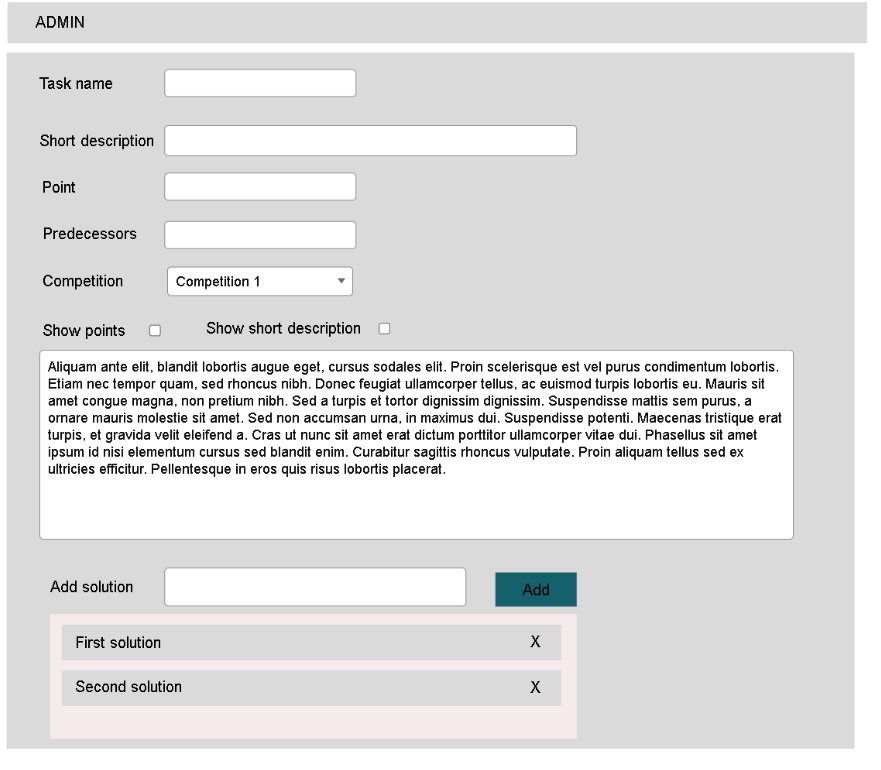 ADMIN
Task name
Short description
Point
Predecessors
Competition Competition 1
Show points Show short description
Aliquam ante elit, blandit lobortis augue eget, cursus sodales elit. Proin scelerisque est vel purus condimentum lobortis.
Etiam nec tempor quam, sed rhoncus nibh. Donec feugiat ullamcorper tellus, ac euismod turpis lobortis eu. Mauris sit
amet congue magna, non pretium nibh. Sed a turpis et tortor dignissim dignissim. Suspendisse mattis sem purus, a
ornare mauris molestie sit amet. Sed non accumsan urna, in maximus dui. Suspendisse potenti. Maecenas tristique erat
turpis, et gravida velit eleifend a. Cras ut nunc sit amet erat dictum porttitor ullamcorper vitae dui. Phasellus sit amet
ipsum id nisi elementum cursus sed blandit enim. Curabitur sagittis rhoncus vulputate. Proin aliquam tellus sed ex
ultricies efficitur. Pellentesque in eros quis risus lobortis placerat.
Add solution Add
First solution X
Second solution X